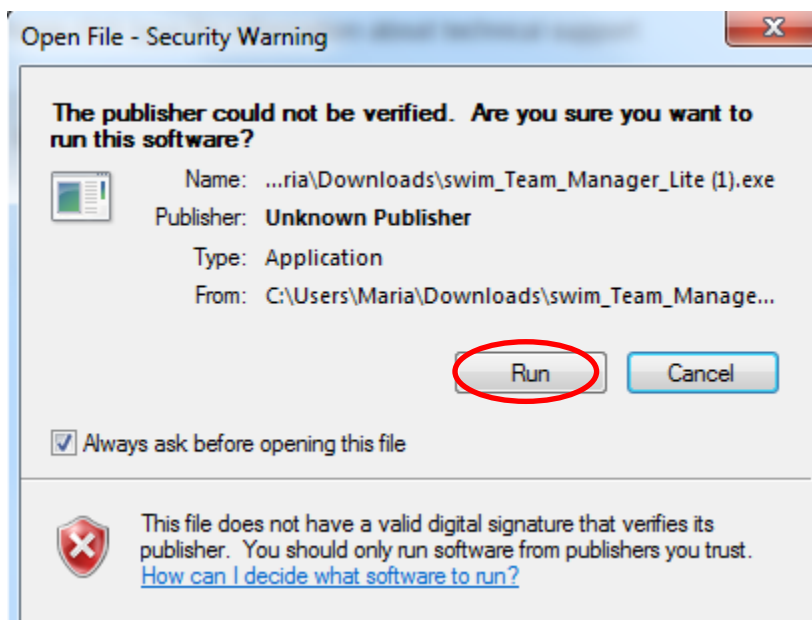 Open File - Security Warning
The publisher could not be verified. Are you sure you want to
run this software?
Name: ...ria\Downloads\swim_Team_Manager_Lite (1).exe
Publisher: Unknown Publisher
Type: Application
From: C:\Users\Maria\Downloads\swim_Team_Manage...
Run Cancel
Always ask before opening this file
This file does not have a valid digital signature that verifies its
publisher. You should only run software from publishers you trust.
How can I decide what software to run?